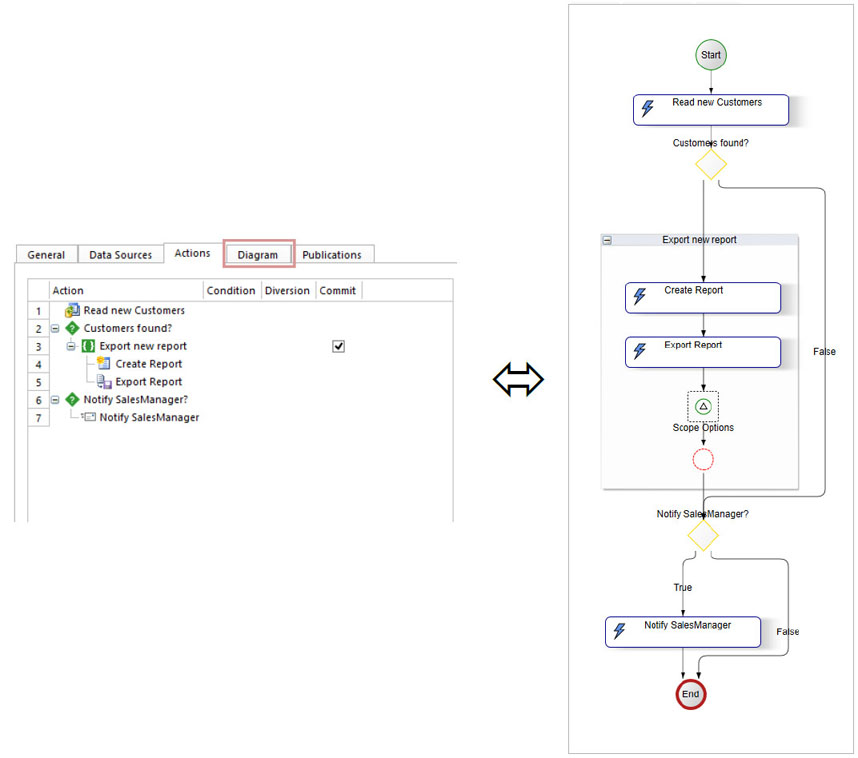 General Data Sources Actions Diagram Publications
Action Condition Diversion Commit
1 Read new Customers
2 Customers found?
3 Export new report
4 Create Report
5 Export Report
6 Notify SalesManager?
7 Notify SalesManager
Start
Read new Customers
Customers found?
Export new report
Create Report
Export Report
False
Scope Options
Notify SalesManager?
True
Notify SalesManager
False
End